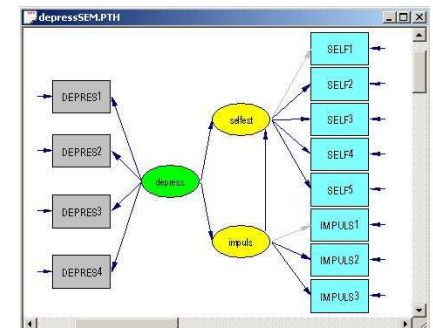 depressSEM.PTH
SELF1
SELF2
DEPRES1
selfest
SELF3
DEPRES2
SELF4
depress
SELF5
DEPRES3
IMPULS1
impuls
IMPULS2
DEPRES4
IMPULS3